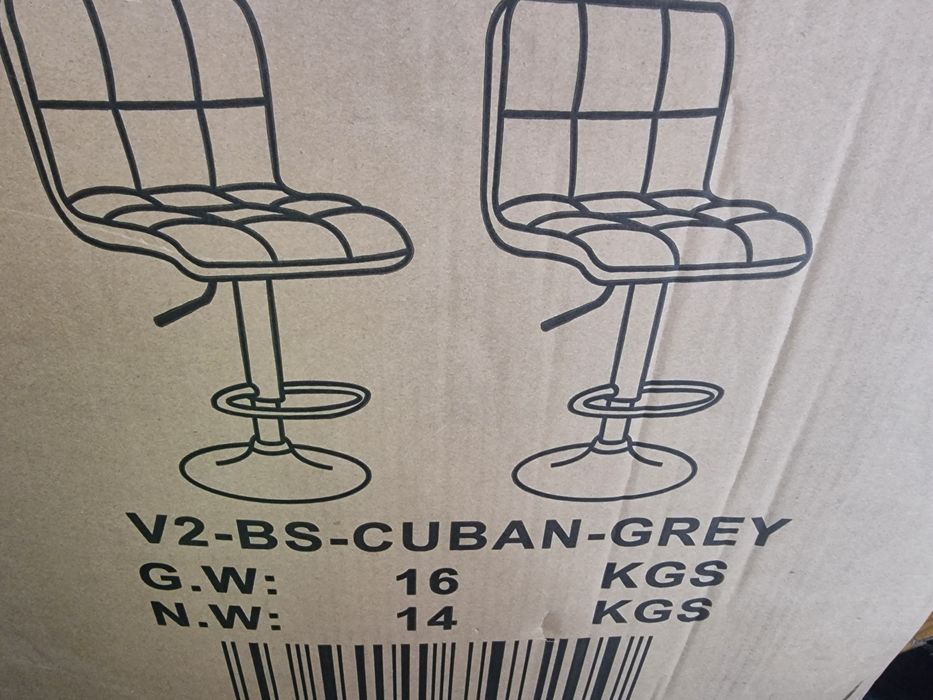 V2-BS-CUBAN-GREY
G.W: 16 KGS
N.W: 14 KGS